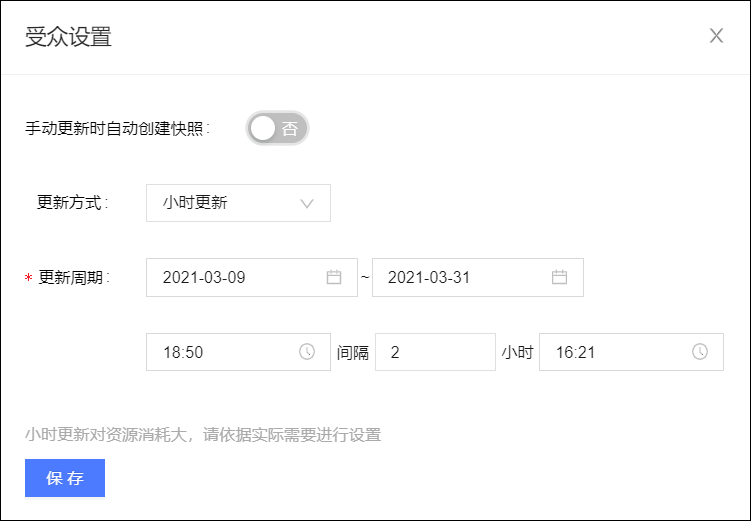 受众设置
手动更新时自动创建快照: 否
更新方式: 小时更新
* 更新周期: 2021-03-09 ~ 2021-03-31
18:50 间隔 2 小时 16:21
小时更新对资源消耗大，请依据实际需要进行设置
保 存